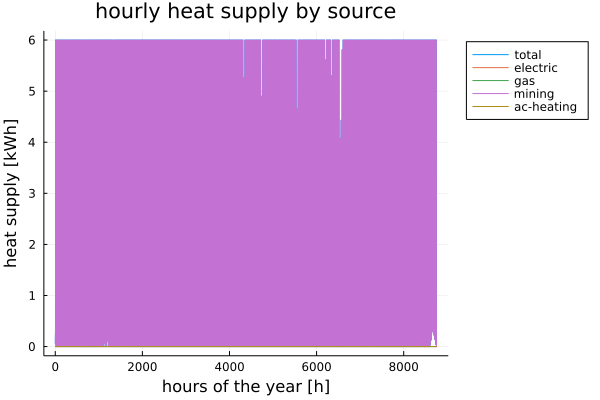 hourly heat supply by source
heat supply [kWh]
6
5
4
3
2
1
0
0 2000 4000 6000 8000
hours of the year [h]
total
electric
gas
mining
ac-heating